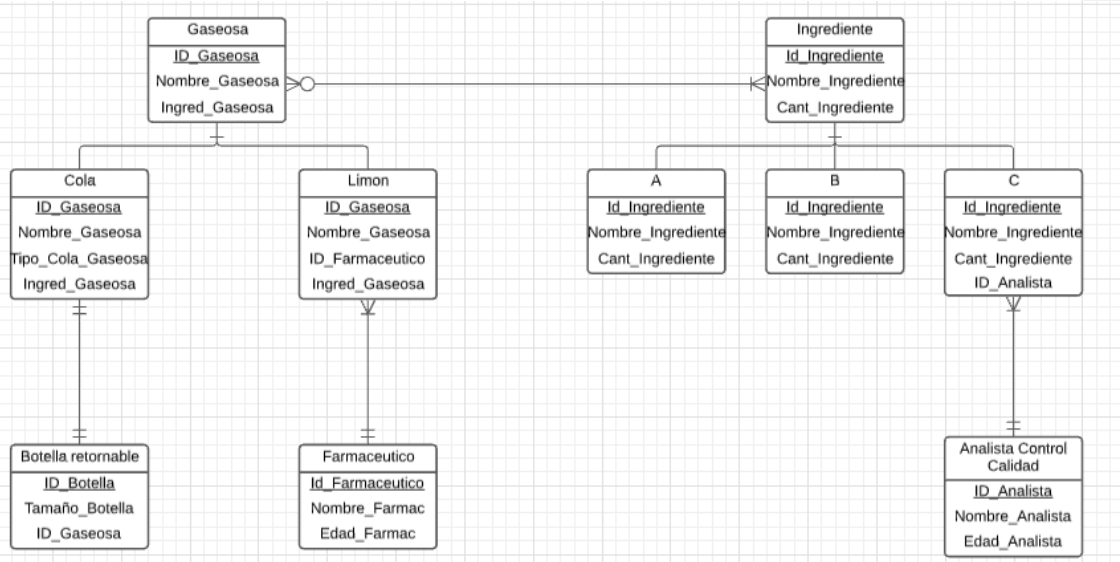 Gaseosa
ID_Gaseosa
Nombre_Gaseosa
Ingred_Gaseosa
Ingrediente
Id_Ingrediente
Nombre_Ingrediente
Cant_Ingrediente
Cola
ID_Gaseosa
Nombre_Gaseosa
Tipo_Cola_Gaseosa
Ingred_Gaseosa
Limon
ID_Gaseosa
Nombre_Gaseosa
ID_Farmaceutico
Ingred_Gaseosa
A
Id_Ingrediente
Nombre_Ingrediente
Cant_Ingrediente
B
Id_Ingrediente
Nombre_Ingrediente
Cant_Ingrediente
C
Id_Ingrediente
Nombre_Ingrediente
Cant_Ingrediente
ID_Analista
Botella retornable
ID_Botella
Tamaño_Botella
ID_Gaseosa
Farmaceutico
Id_Farmaceutico
Nombre_Farmac
Edad_Farmac
Analista Control
Calidad
ID_Analista
Nombre_Analista
Edad_Analista